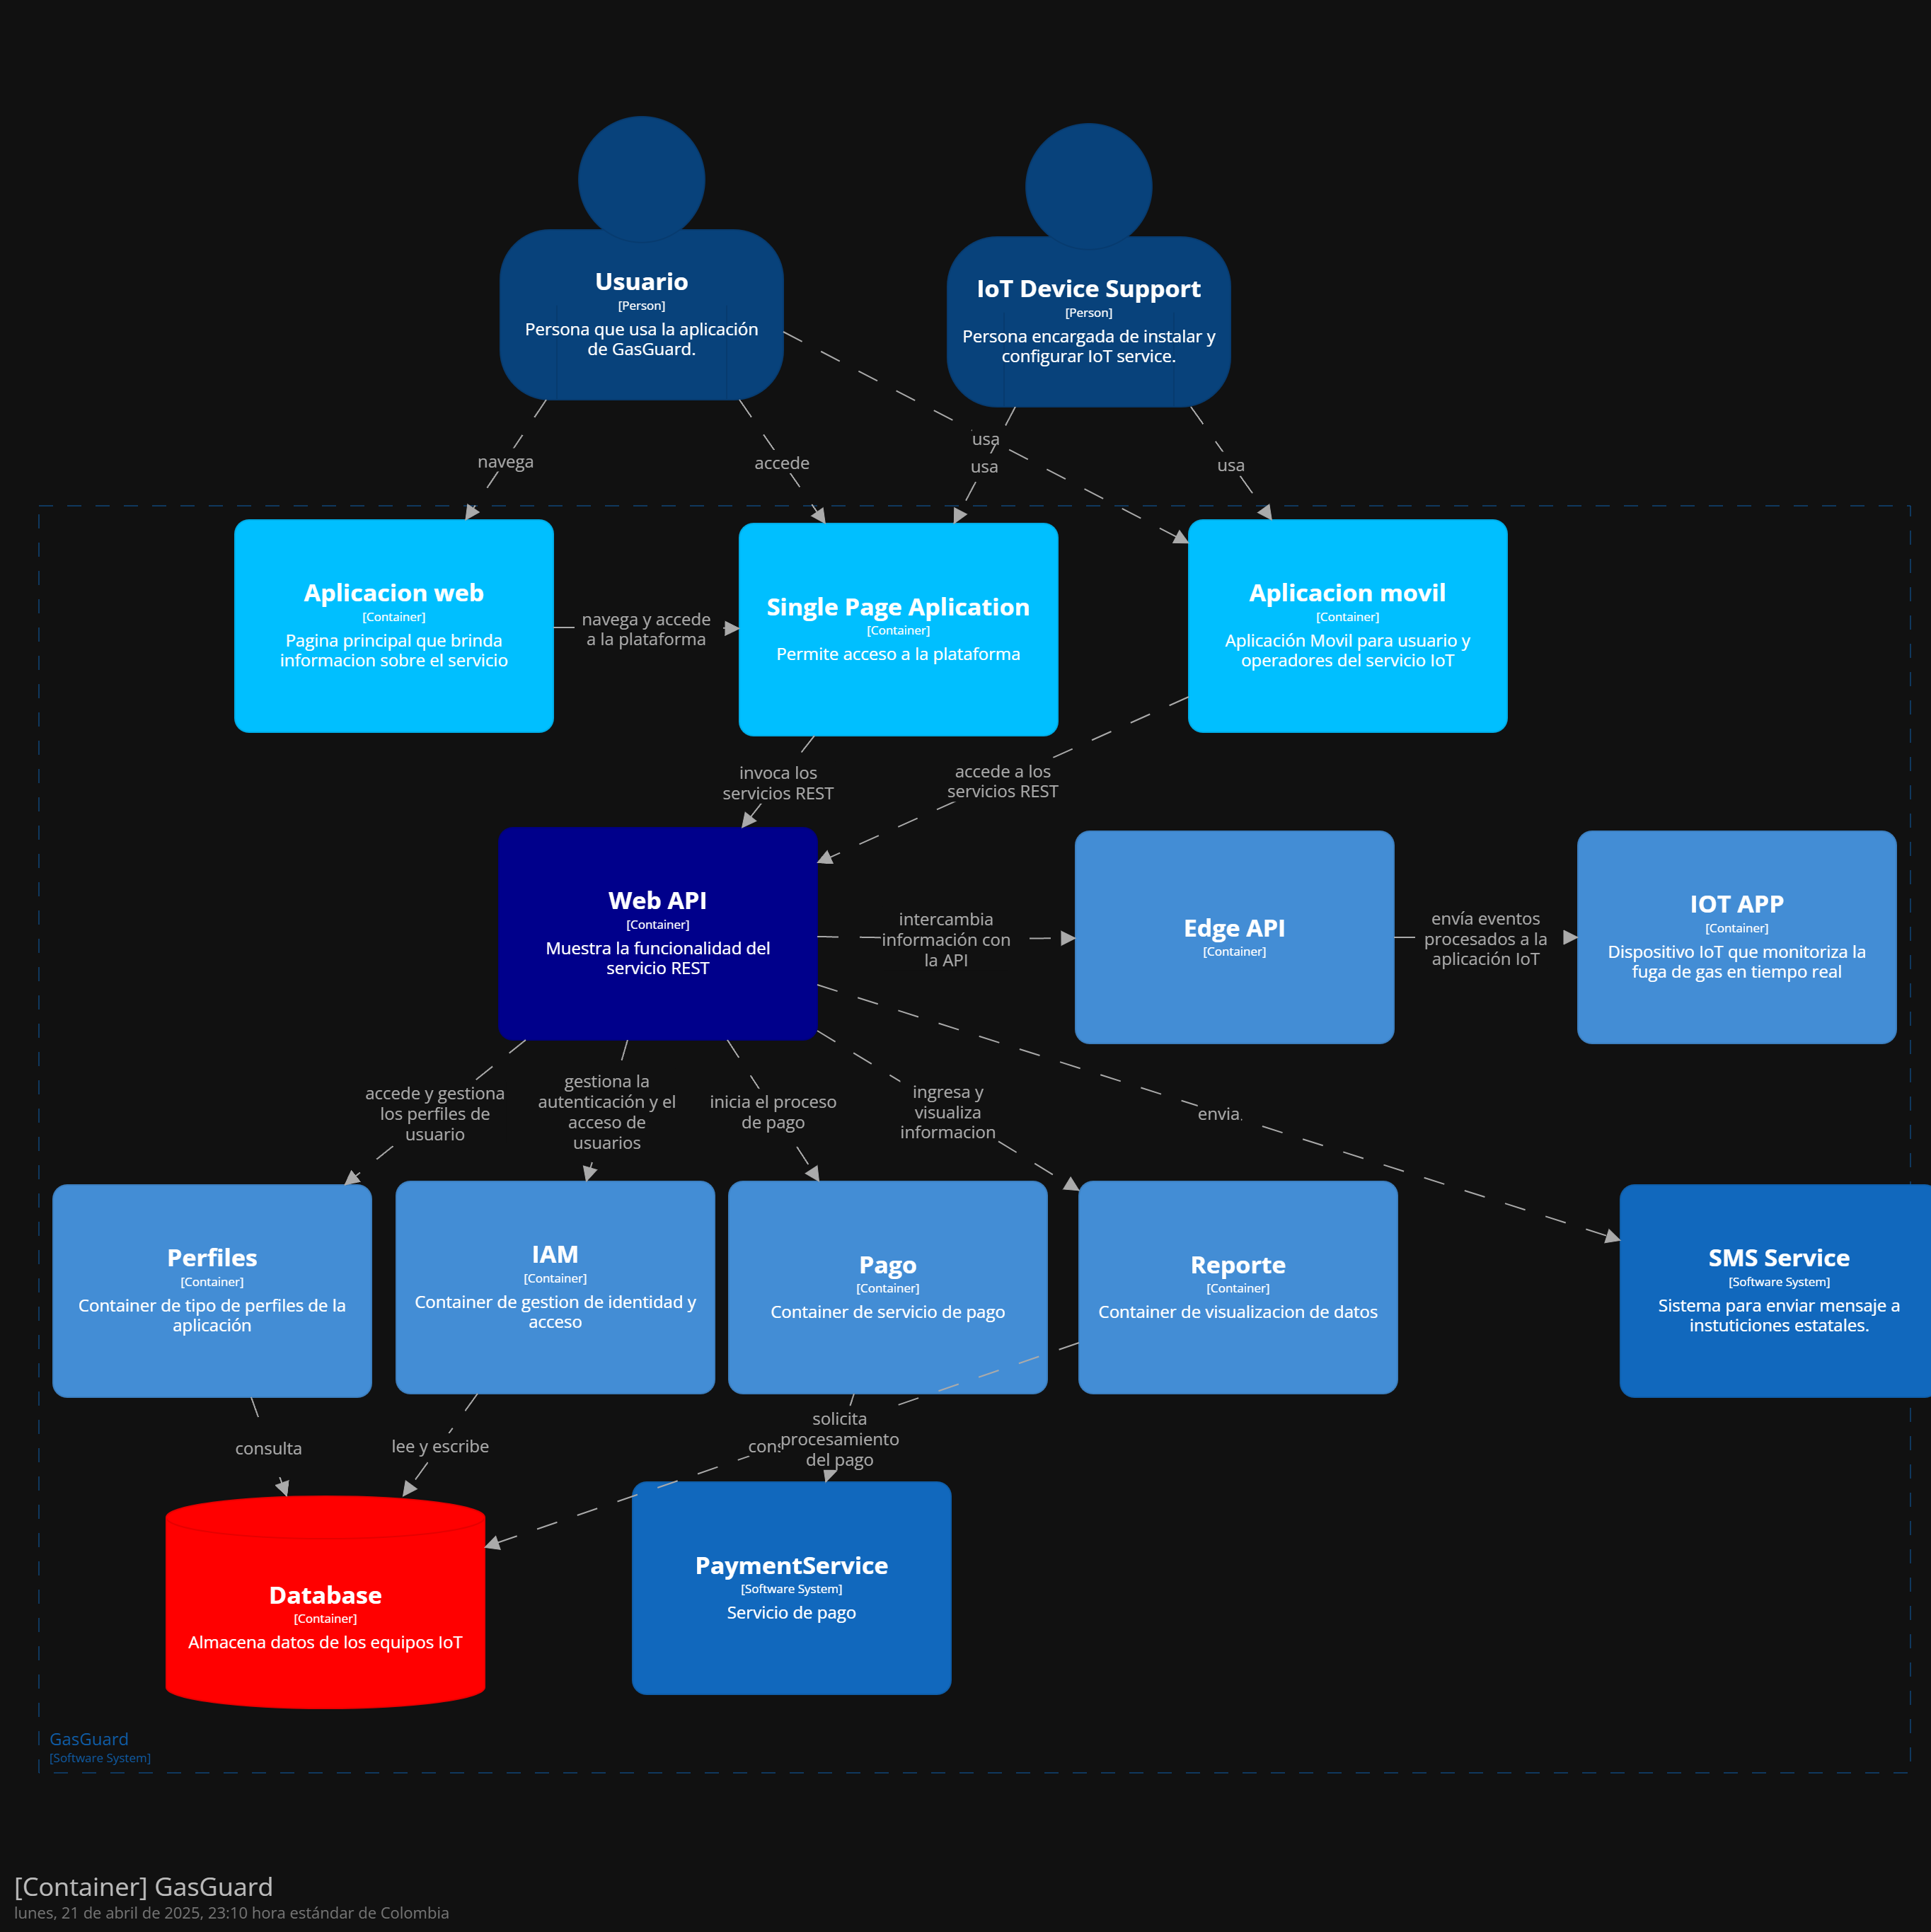 Usuario
[Person]
Persona que usa la aplicación
de GasGuard.
IoT Device Support
[Person]
Persona encargada de instalar y
configurar IoT service.
navega
accede
usa
usa
usa
Aplicacion web
[Container]
Pagina principal que brinda
informacion sobre el servicio
navega y accede
a la plataforma
Single Page Aplication
[Container]
Permite acceso a la plataforma
Aplicacion movil
[Container]
Aplicación Movil para usuario y
operadores del servicio IoT
invoca los
servicios REST
accede a los
servicios REST
Web API
[Container]
Muestra la funcionalidad del
servicio REST
intercambia
información con
la API
Edge API
[Container]
envía eventos
procesados a la
aplicación IoT
IOT APP
[Container]
Dispositivo IoT que monitoriza la
fuga de gas en tiempo real
accede y gestiona
los perfiles de
usuario
gestiona la
autenticación y el
acceso de
usuarios
inicia el proceso
de pago
ingresa y
visualiza
informacion
envia
Perfiles
[Container]
Container de tipo de perfiles de la
aplicación
IAM
[Container]
Container de gestion de identidad y
acceso
Pago
[Container]
Container de servicio de pago
Reporte
[Container]
Container de visualizacion de datos
SMS Service
[Software System]
Sistema para enviar mensaje a
instuticiones estatales.
consulta
lee y escribe
solicita
procesamiento
del pago
Database
[Container]
Almacena datos de los equipos IoT
PaymentService
[Software System]
Servicio de pago
GasGuard
[Software System]
[Container] GasGuard
lunes, 21 de abril de 2025, 23:10 hora estándar de Colombia